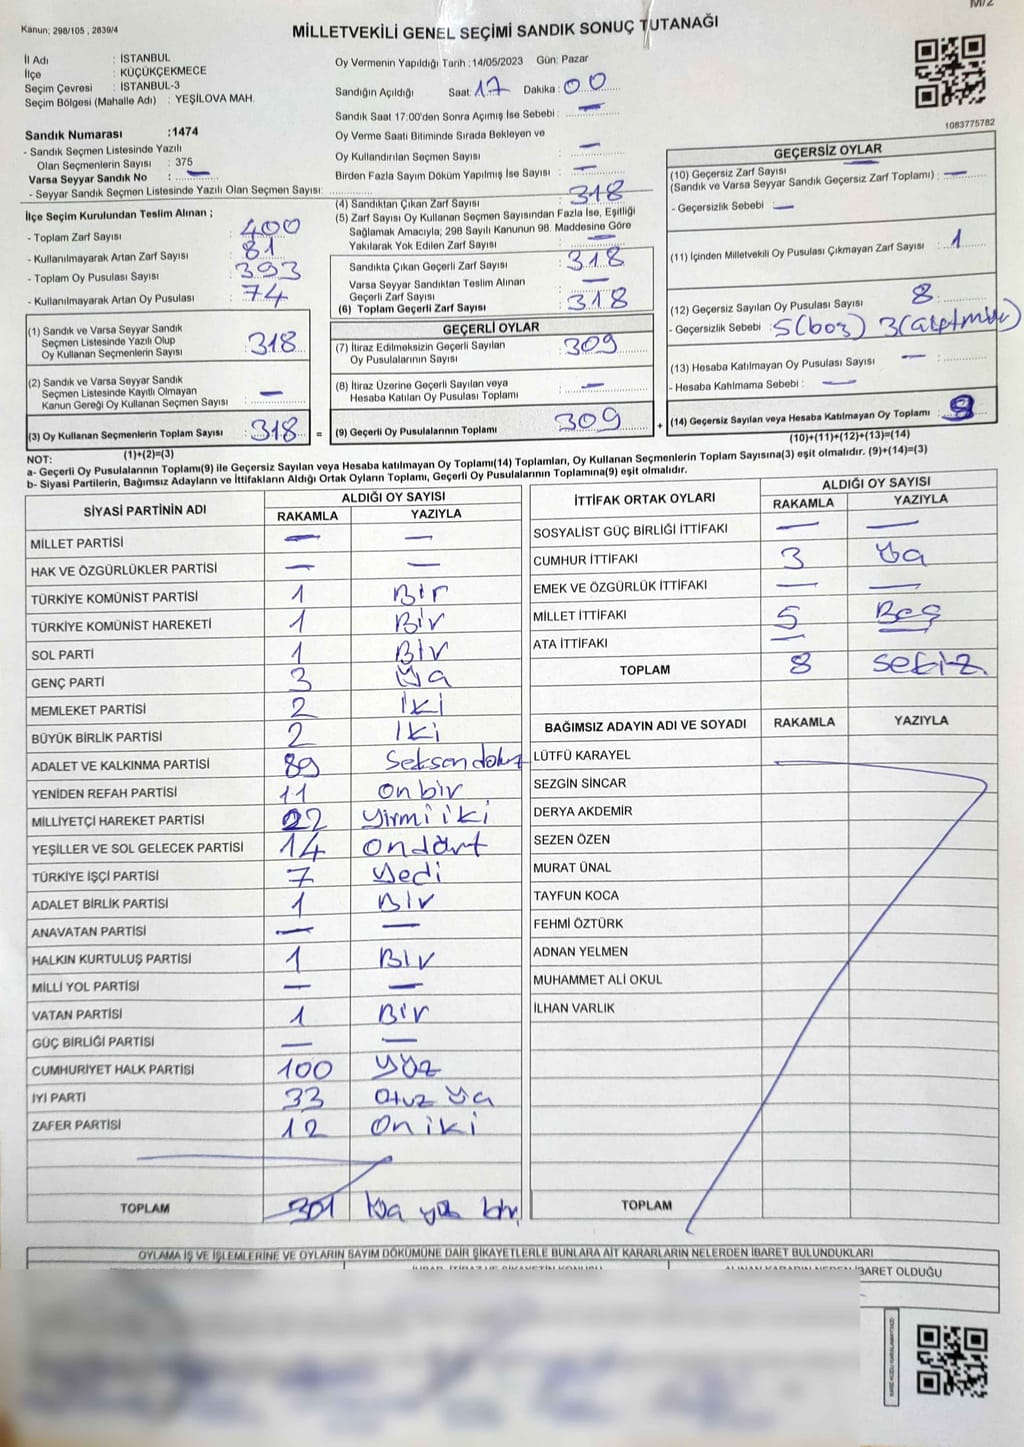 M/2
Kanun; 298/105 , 2839/4
MİLLETVEKİLİ GENEL SEÇİMİ SANDIK SONUÇ TUTANAĞI
İl Adı : İSTANBUL
İlçe : KÜÇÜKÇEKMECE
Seçim Çevresi : İSTANBUL-3
Seçim Bölgesi (Mahalle Adı) : YEŞİLOVA MAH.
Sandık Numarası :1474
- Sandık Seçmen Listesinde Yazılı
Olan Seçmenlerin Sayısı : 375
Varsa Seyyar Sandık No : —
- Seyyar Sandık Seçmen Listesinde Yazılı Olan Seçmen Sayısı:
Oy Vermenin Yapıldığı Tarih :14/05/2023 Gün: Pazar
Sandığın Açıldığı Saat: 17 Dakika: 00
Sandık Saat 17:00'den Sonra Açımış İse Sebebi : —
Oy Verme Saati Bitiminde Sırada Bekleyen ve
Oy Kullandırılan Seçmen Sayısı : —
Birden Fazla Sayım Döküm Yapılmış İse Sayısı : —
1083775782
İlçe Seçim Kurulundan Teslim Alınan ;
- Toplam Zarf Sayısı : 400
- Kullanılmayarak Artan Zarf Sayısı : 81
- Toplam Oy Pusulası Sayısı : 393
- Kullanılmayarak Artan Oy Pusulası : 74
(1) Sandık ve Varsa Seyyar Sandık
Seçmen Listesinde Yazılı Olup
Oy Kullanan Seçmenlerin Sayısı : 318
(2) Sandık ve Varsa Seyyar Sandık
Seçmen Listesinde Kayıtlı Olmayan
Kanun Gereği Oy Kullanan Seçmen Sayısı : —
(3) Oy Kullanan Seçmenlerin Toplam Sayısı : 318 =
(1)+(2)=(3)
(4) Sandıktan Çıkan Zarf Sayısı : 318
(5) Zarf Sayısı Oy Kullanan Seçmen Sayısından Fazla İse, Eşitliği
Sağlamak Amacıyla; 298 Sayılı Kanunun 98. Maddesine Göre
Yakılarak Yok Edilen Zarf Sayısı : —
Sandıkta Çıkan Geçerli Zarf Sayısı : 318
Varsa Seyyar Sandıktan Teslim Alınan
Geçerli Zarf Sayısı : —
(6) Toplam Geçerli Zarf Sayısı : 318
GEÇERLİ OYLAR
(7) İtiraz Edilmeksizin Geçerli Sayılan
Oy Pusulalarının Sayısı : 309
(8) İtiraz Üzerine Geçerli Sayılan veya
Hesaba Katılan Oy Pusulası Toplamı : —
(9) Geçerli Oy Pusulalarının Toplamı : 309 +
GEÇERSİZ OYLAR
(10) Geçersiz Zarf Sayısı
(Sandık ve Varsa Seyyar Sandık Geçersiz Zarf Toplamı) : —
- Geçersizlik Sebebi : —
(11) İçinden Milletvekili Oy Pusulası Çıkmayan Zarf Sayısı : 1
(12) Geçersiz Sayılan Oy Pusulası Sayısı : 8
- Geçersizlik Sebebi : 5(boş) 3
(13) Hesaba Katılmayan Oy Pusulası Sayısı : —
- Hesaba Katılmama Sebebi : —
(14) Geçersiz Sayılan veya Hesaba Katılmayan Oy Toplamı : 9
(10)+(11)+(12)+(13)=(14)
NOT:
a- Geçerli Oy Pusulalarının Toplamı(9) ile Geçersiz Sayılan veya Hesaba katılmayan Oy Toplamı(14) Toplamları, Oy Kullanan Seçmenlerin Toplam Sayısına(3) eşit olmalıdır. (9)+(14)=(3)
b- Siyasi Partilerin, Bağımsız Adayların ve İttifakların Aldığı Ortak Oyların Toplamı, Geçerli Oy Pusulalarının Toplamına(9) eşit olmalıdır.
SİYASİ PARTİNİN ADI ALDIĞI OY SAYISI
RAKAMLA YAZIYLA
MİLLET PARTİSİ — —
HAK VE ÖZGÜRLÜKLER PARTİSİ — —
TÜRKİYE KOMÜNİST PARTİSİ 1 Bir
TÜRKİYE KOMÜNİST HAREKETİ 1 Bir
SOL PARTİ 1 Bir
GENÇ PARTİ 3 Üç
MEMLEKET PARTİSİ 2 İki
BÜYÜK BİRLİK PARTİSİ 2 İki
ADALET VE KALKINMA PARTİSİ 89 Seksen dokuz
YENİDEN REFAH PARTİSİ 11 onbir
MİLLİYETÇİ HAREKET PARTİSİ 22 yirmi iki
YEŞİLLER VE SOL GELECEK PARTİSİ 14 ondört
TÜRKİYE İŞÇİ PARTİSİ 7 yedi
ADALET BİRLİK PARTİSİ 1 Bir
ANAVATAN PARTİSİ — —
HALKIN KURTULUŞ PARTİSİ 1 Bir
MİLLİ YOL PARTİSİ — —
VATAN PARTİSİ 1 Bir
GÜÇ BİRLİĞİ PARTİSİ — —
CUMHURİYET HALK PARTİSİ 100 yüz
İYİ PARTİ 33 Otuz üç
ZAFER PARTİSİ 12 On iki
TOPLAM 301 Üç yüz bir
İTTİFAK ORTAK OYLARI ALDIĞI OY SAYISI
RAKAMLA YAZIYLA
SOSYALİST GÜÇ BİRLİĞİ İTTİFAKI — —
CUMHUR İTTİFAKI 3 Üç
EMEK VE ÖZGÜRLÜK İTTİFAKI — —
MİLLET İTTİFAKI 5 Beş
ATA İTTİFAKI — —
TOPLAM 8 sekiz
BAĞIMSIZ ADAYIN ADI VE SOYADI RAKAMLA YAZIYLA
LÜTFÜ KARAYEL
SEZGİN SİNCAR
DERYA AKDEMİR
SEZEN ÖZEN
MURAT ÜNAL
TAYFUN KOCA
FEHMİ ÖZTÜRK
ADNAN YELMEN
MUHAMMET ALİ OKUL
İLHAN VARLIK
TOPLAM
OYLAMA İŞ VE İŞLEMLERİNE VE OYLARIN SAYIM DÖKÜMÜNE DAİR ŞİKAYETLERLE BUNLARA AİT KARARLARIN NELERDEN İBARET BULUNDUKLARI
İBARET OLDUĞU